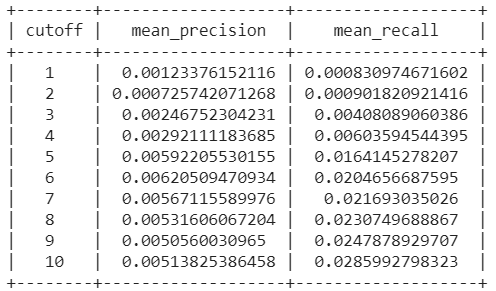 +--------+-------------------+-------------------+
| cutoff |   mean_precision  |    mean_recall    |
+--------+-------------------+-------------------+
|   1    |  0.00123376152116 | 0.000830974671602 |
|   2    | 0.000725742071268 | 0.000901820921416 |
|   3    |  0.00246752304231 |  0.00408089060386 |
|   4    |  0.00292111183685 |  0.00603594544395 |
|   5    |  0.00592205530155 |  0.0164145278207  |
|   6    |  0.00620509470934 |  0.0204656687595  |
|   7    |  0.00567115589976 |   0.021693035026  |
|   8    |  0.00531606067204 |  0.0230749688867  |
|   9    |  0.0050560030965  |  0.0247878929707  |
|   10   |  0.00513825386458 |  0.0285992798323  |
+--------+-------------------+-------------------+